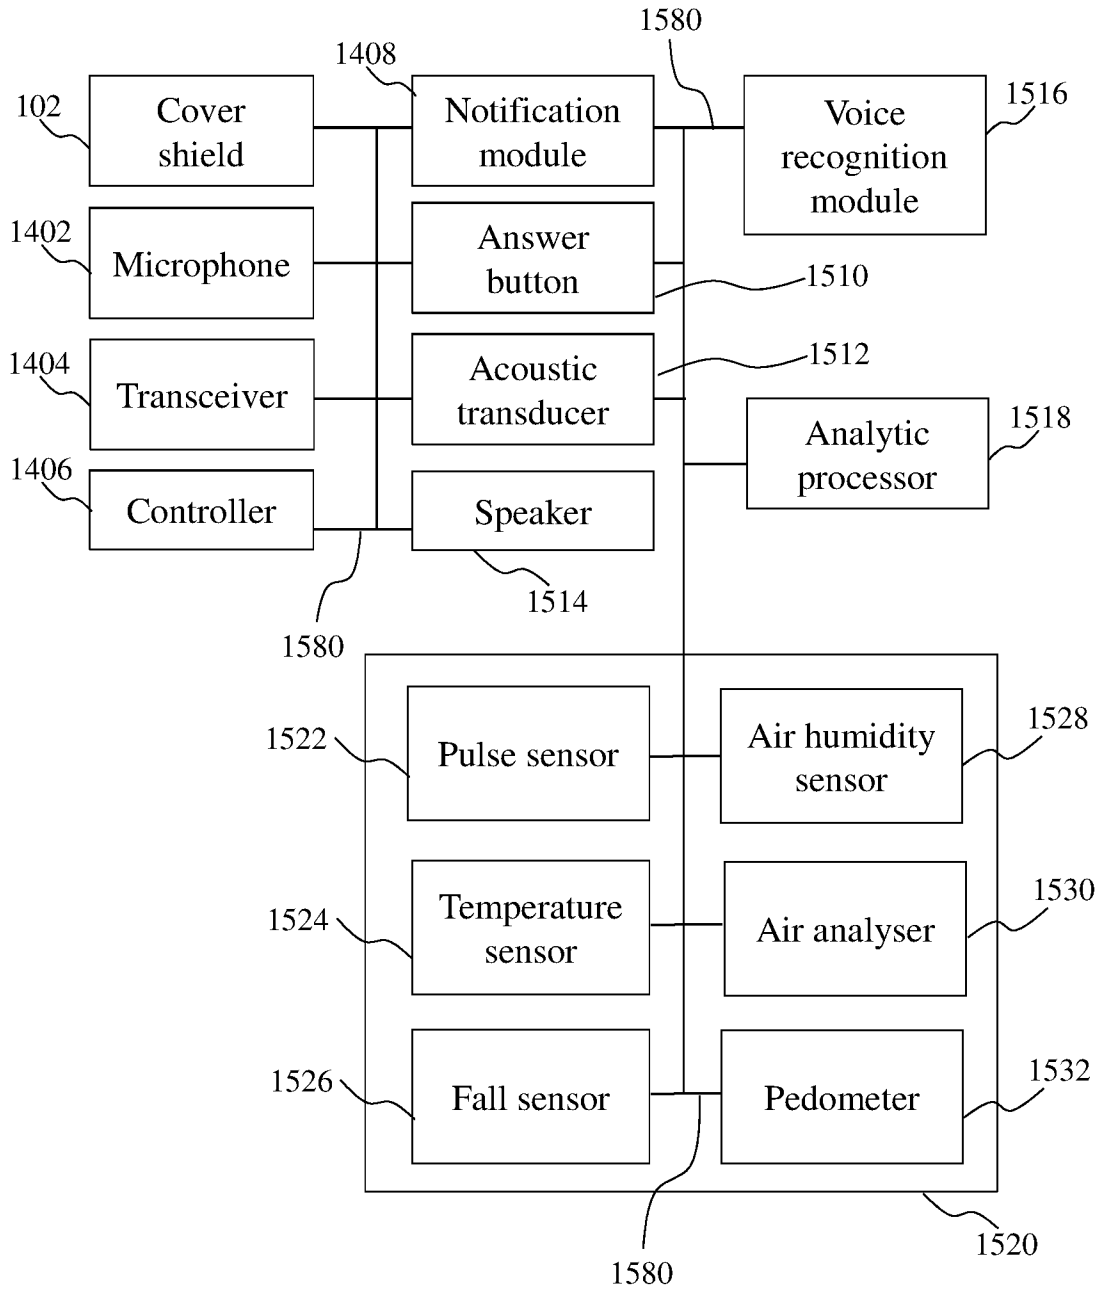 1580
1408
102
Cover
shield
Notification
module
Voice
recognition
module
1516
1402
Microphone
Answer
button
1510
1404
Transceiver
Acoustic
transducer
1512
Analytic
processor
1518
1406
Controller
Speaker
1514
1580
1522
Pulse sensor
Air humidity
sensor
1528
1524
Temperature
sensor
Air analyser
1530
1526
Fall sensor
Pedometer
1532
1520
1580